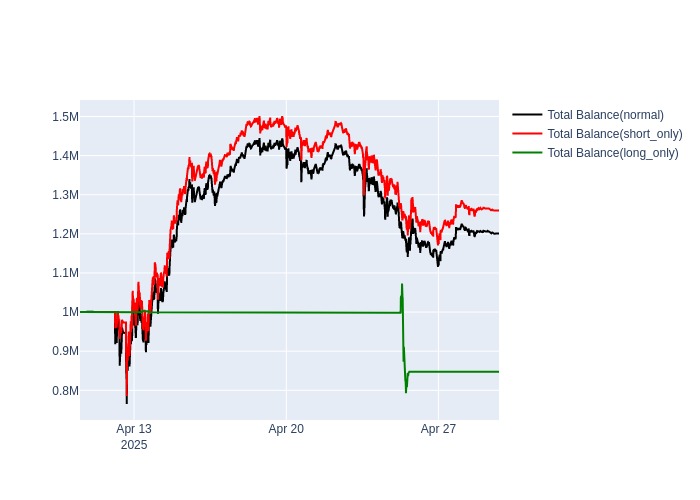 1.5M
1.4M
1.3M
1.2M
1.1M
1M
0.9M
0.8M
Apr 13
2025
Apr 20
Apr 27
Total Balance(normal)
Total Balance(short_only)
Total Balance(long_only)